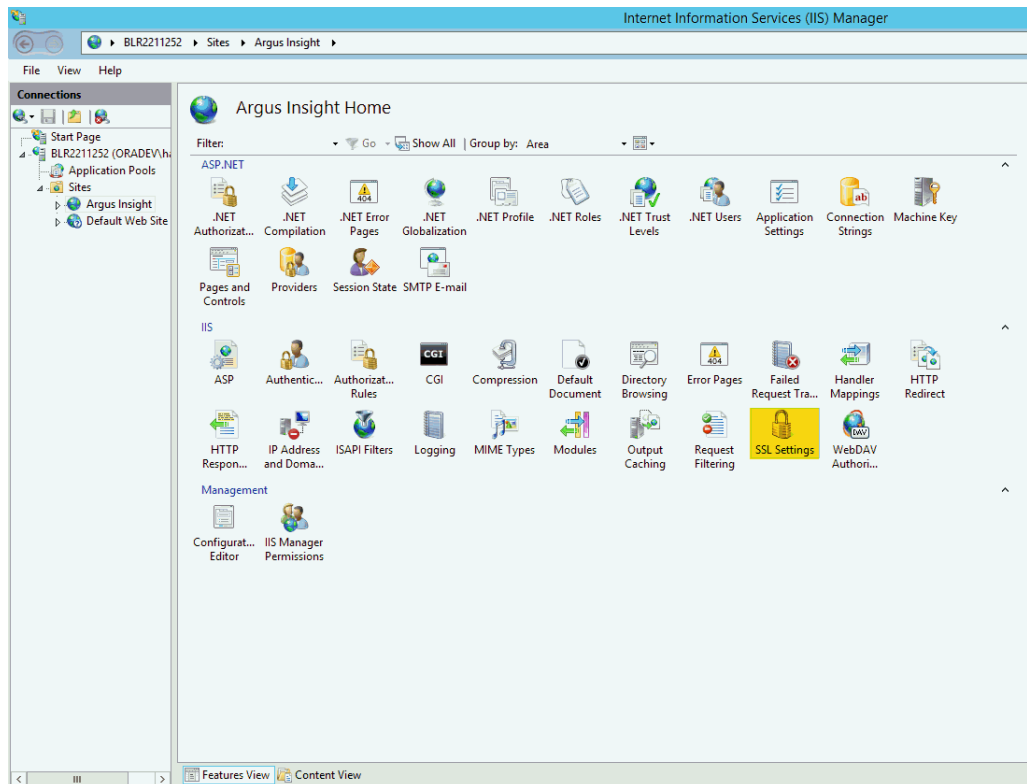 Internet Information Services (IIS) Manager
BLR2211252 Sites Argus Insight
File View Help
Connections
Start Page
BLR2211252 (ORADEV\ha
Application Pools
Sites
Argus Insight
Default Web Site
Argus Insight Home
Filter: Go Show All Group by: Area
ASP.NET
.NET Authorizat...
.NET Compilation
.NET Error Pages
.NET Globalization
.NET Profile
.NET Roles
.NET Trust Levels
.NET Users
Application Settings
Connection Strings
Machine Key
Pages and Controls
Providers
Session State
SMTP E-mail
IIS
ASP
Authentic...
Authorizat... Rules
CGI
Compression
Default Document
Directory Browsing
Error Pages
Failed Request Tra...
Handler Mappings
HTTP Redirect
HTTP Respon...
IP Address and Doma...
ISAPI Filters
Logging
MIME Types
Modules
Output Caching
Request Filtering
SSL Settings
WebDAV Authori...
Management
Configurat... Editor
IIS Manager Permissions
Features View Content View